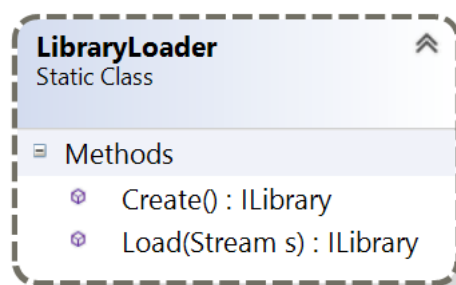 LibraryLoader
Static Class
Methods
Create() : ILibrary
Load(Stream s) : ILibrary